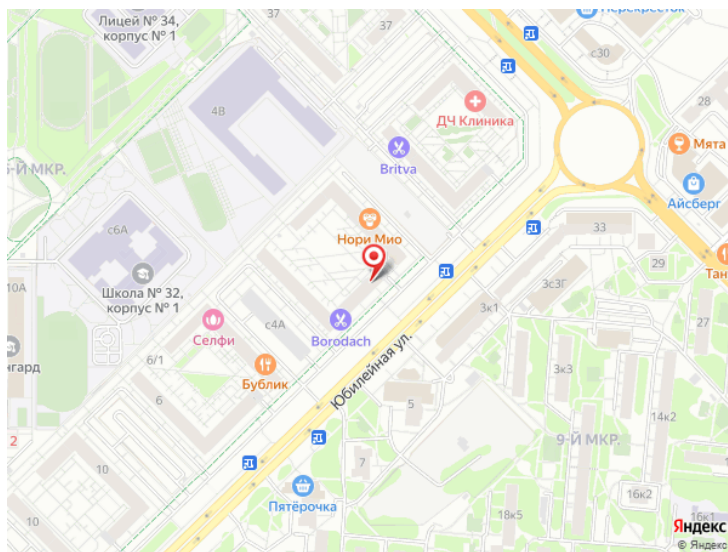 Лицей № 34,
корпус № 1
37
37
Перекрёсток
с30
28
4В
ДЧ Клиника
Britva
Мята
Айсберг
5-Й МКР.
с6А
Нори Мио
33
29
Тан
Школа № 32,
корпус № 1
10А
3с3Г
3к1
Селфи
с4А
Borodach
27
нгард
6/1
Бублик
Юбилейная ул.
3к3
6
5
14к2
2
9-Й МКР.
10
7
Пятёрочка
16к2
10
18к5
16к1
Яндекс
© Яндекс